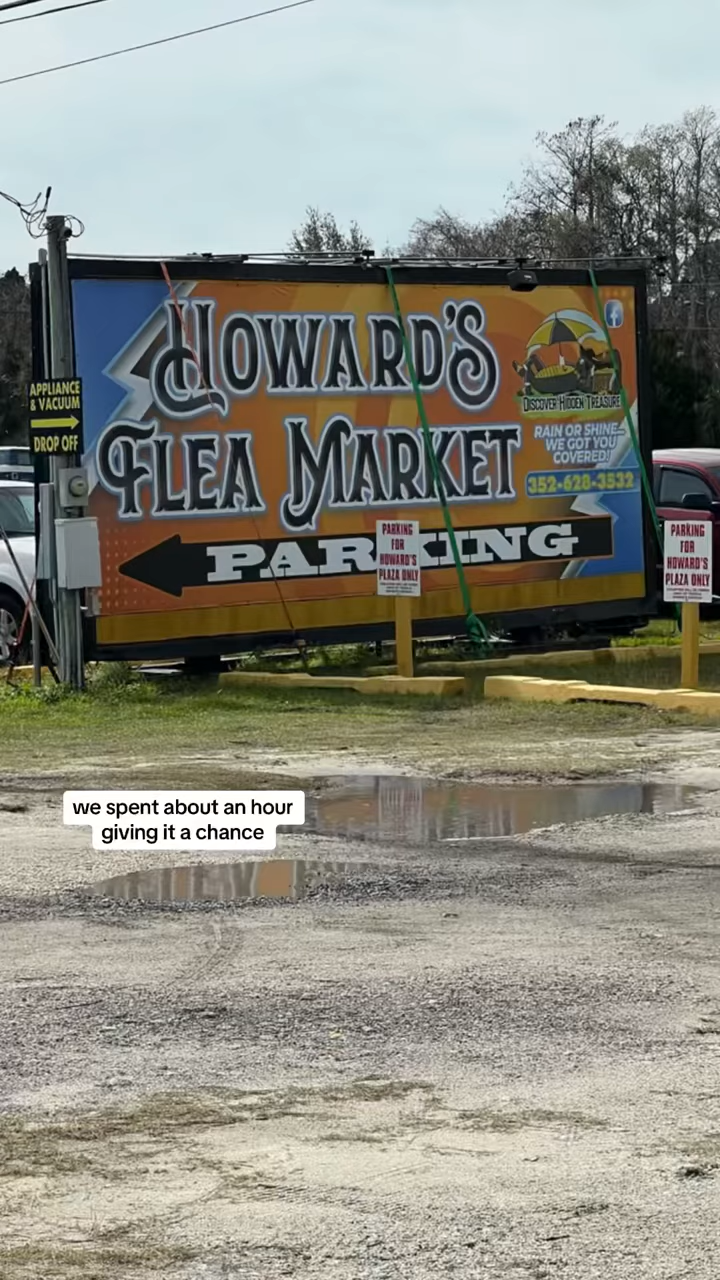 HOWARD'S
FLEA MARKET
PARKING
DISCOVER HIDDEN TREASURE
RAIN OR SHINE...
WE GOT YOU
COVERED!
352-628-3532
f
APPLIANCE
& VACUUM
DROP OFF
PARKING
FOR
HOWARD'S
PLAZA ONLY
PARKING
FOR
HOWARD'S
PLAZA ONLY
we spent about an hour
giving it a chance